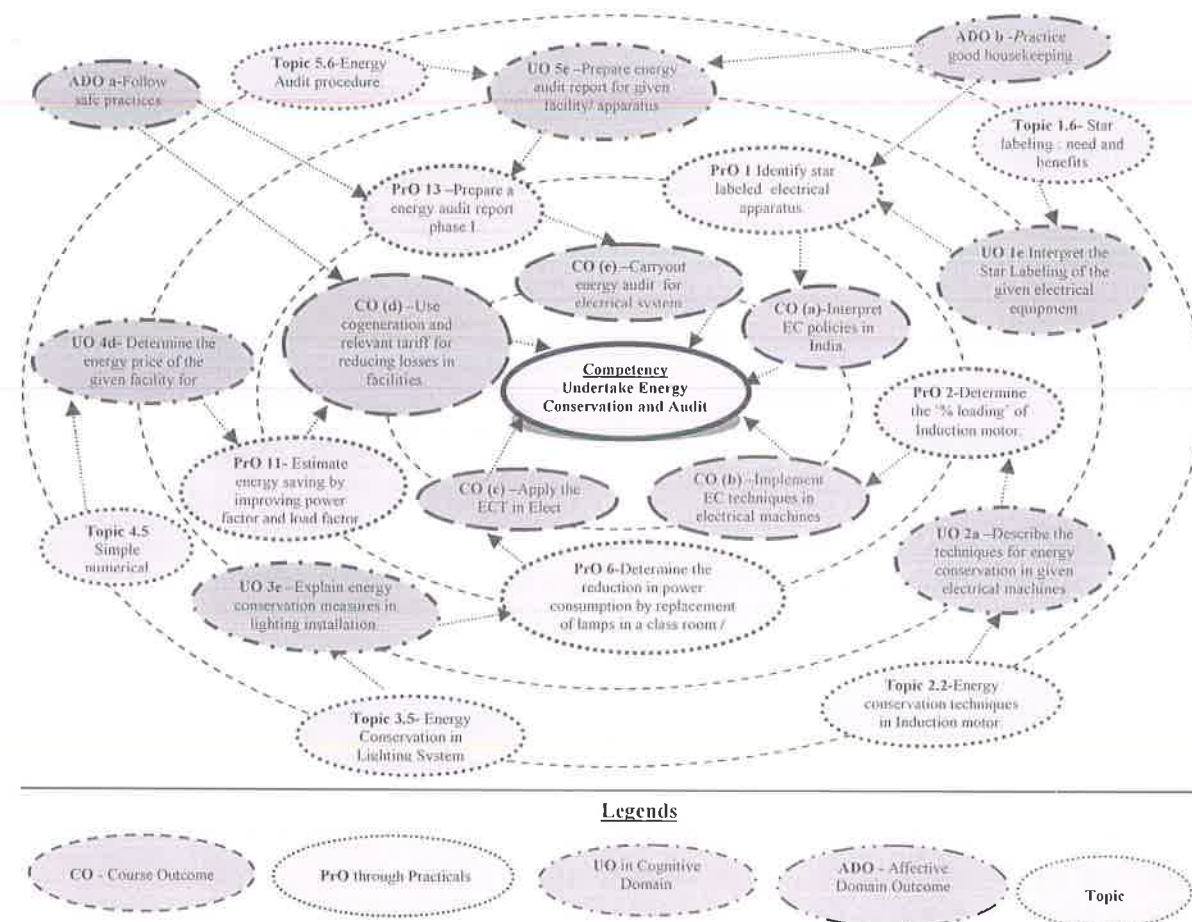 ADO b -Practice
good housekeeping
Topic 5.6-Energy
Audit procedure
UO 5e –Prepare energy
audit report for given
facility/ apparatus
ADO a-Follow
safe practices
Topic 1.6- Star
labeling : need and
benefits
PrO 1 Identify star
labeled electrical
apparatus.
PrO 13 –Prepare a
energy audit report
phase I.
UO 1e Interpret the
Star Labeling of the
given electrical
equipment
CO (e) –Carryout
energy audit for
electrical system
CO (d) –Use
cogeneration and
relevant tariff for
reducing losses in
facilities
CO (a)-Interpret
EC policies in
India.
UO 4d- Determine the
energy price of the
given facility for
Competency
Undertake Energy
Conservation and Audit
PrO 2-Determine
the '% loading' of
Induction motor.
PrO 11- Estimate
energy saving by
improving power
factor and load factor
CO (c) –Apply the
ECT in Elect
CO (b) –Implement
EC techniques in
electrical machines
Topic 4.5
Simple
numerical
UO 2a –Describe the
techniques for energy
conservation in given
electrical machines
UO 3e –Explain energy
conservation measures in
lighting installation
PrO 6-Determine the
reduction in power
consumption by replacement
of lamps in a class room /
Topic 2.2-Energy
conservation techniques
in Induction motor
Topic 3.5- Energy
Conservation in
Lighting System
Legends
CO - Course Outcome
PrO through Practicals
UO in Cognitive
Domain
ADO - Affective
Domain Outcome
Topic